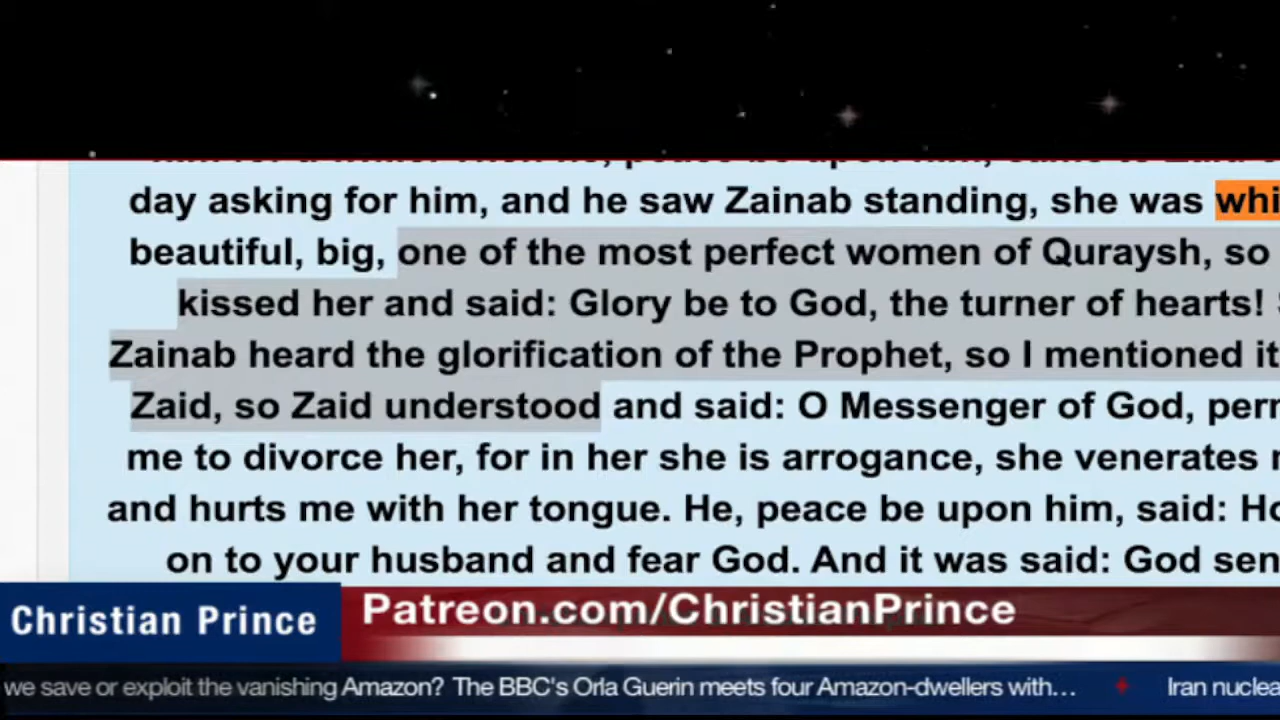 day asking for him, and he saw Zainab standing, she was
beautiful, big, one of the most perfect women of Quraysh, so
kissed her and said: Glory be to God, the turner of hearts!
Zainab heard the glorification of the Prophet, so I mentioned it
Zaid, so Zaid understood and said: O Messenger of God,
me to divorce her, for in her she is arrogance, she venerates
and hurts me with her tongue. He, peace be upon him, said:
on to your husband and fear God. And it was said: God
Christian Prince
Patreon.com/ChristianPrince
we save or exploit the vanishing Amazon? The BBC's Orla Guerin meets four Amazon-dwellers with... Iran